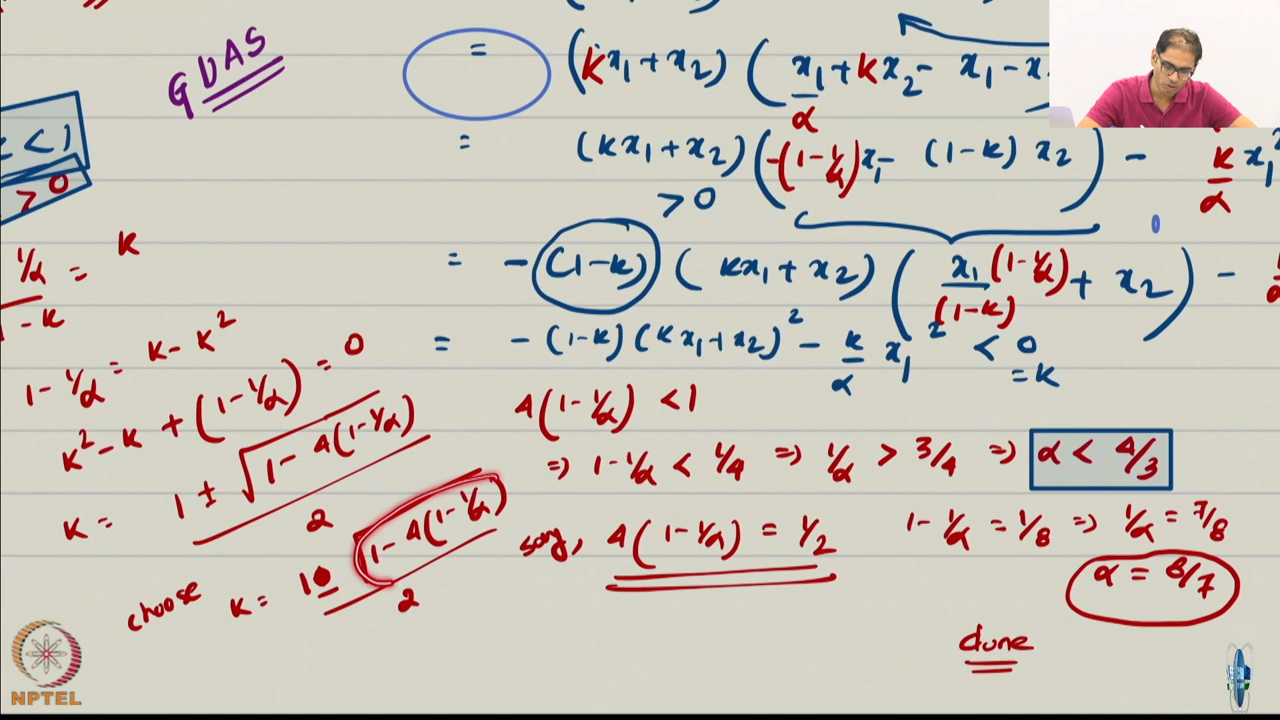 GUAS
= (kx₁ + x₂) ( x₁/α + kx₂ - x₁ - x
< 1
> 0
= (kx₁ + x₂) ( -(1 - 1/α)x₁ - (1-k) x₂ ) - k/α x₁²
> 0
1/α = k
- k
= - (1-k) ( kx₁ + x₂) ( x₁(1-1/α)/(1-k) + x₂ ) -
1 - 1/α = k - k²
= - (1-k) (kx₁ + x₂)² - k/α x₁² < 0
= k
k² - k + (1 - 1/α) = 0
4(1 - 1/α) < 1
k = 1 ± √1 - 4(1-1/α) / 2
⇒ 1 - 1/α < 1/4 ⇒ 1/α > 3/4 ⇒ α < 4/3
choose k = 1 1 - 4(1-1/α) / 2
say, 4(1 - 1/α) = 1/2
1 - 1/α = 1/8 ⇒ 1/α = 7/8
α = 8/7
done
NPTEL